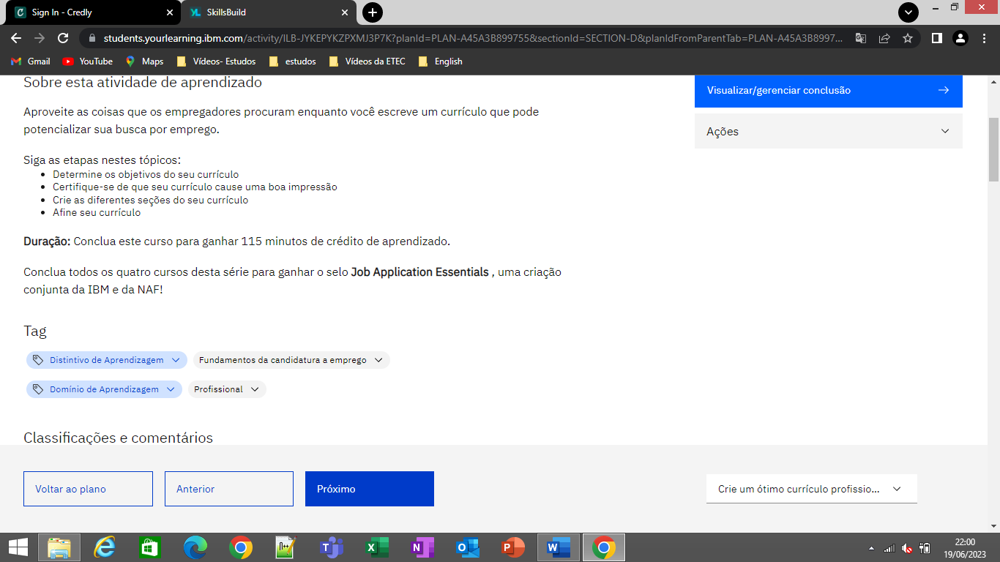 Sign In - Credly
SkillsBuild
students.yourlearning.ibm.com/activity/ILB-JYKEPYKZPXMJ3P7K?planId=PLAN-A45A3B899755&sectionId=SECTION-D&planIdFromParentTab=PLAN-A45A3B8997...
Gmail
YouTube
Maps
Vídeos- Estudos
estudos
Vídeos da ETEC
English
Sobre esta atividade de aprendizado
Visualizar/gerenciar conclusão
Aproveite as coisas que os empregadores procuram enquanto você escreve um currículo que pode
potencializar sua busca por emprego.
Ações
Siga as etapas nestes tópicos:
• Determine os objetivos do seu currículo
• Certifique-se de que seu currículo cause uma boa impressão
• Crie as diferentes seções do seu currículo
• Afine seu currículo
Duração: Conclua este curso para ganhar 115 minutos de crédito de aprendizado.
Conclua todos os quatro cursos desta série para ganhar o selo Job Application Essentials , uma criação
conjunta da IBM e da NAF!
Tag
Distintivo de Aprendizagem
Fundamentos da candidatura a emprego
Domínio de Aprendizagem
Profissional
Classificações e comentários
Voltar ao plano
Anterior
Próximo
Crie um ótimo currículo profissio...
22:00
19/06/2023